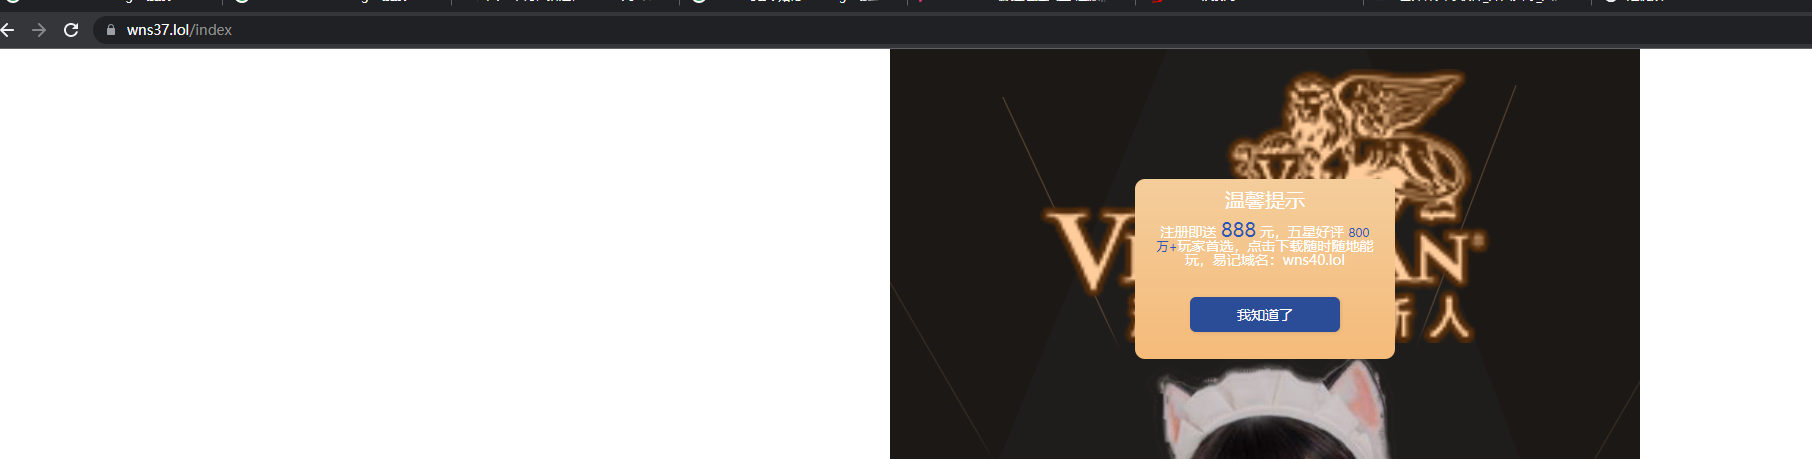 wns37.lol/index
温馨提示
注册即送 888 元，五星好评 800
万+玩家首选，点击下载随时随地能
玩，易记域名：wns40.lol
我知道了